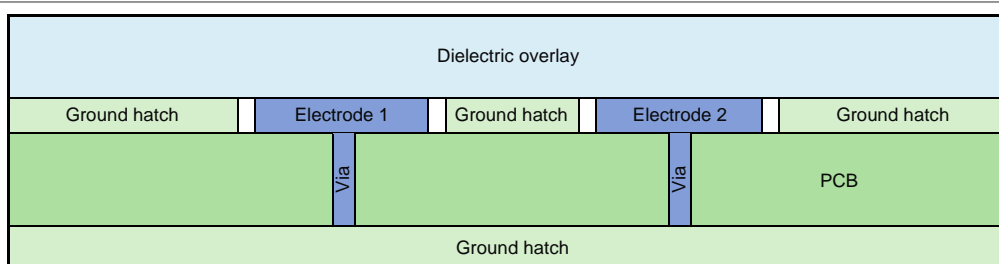 Dielectric overlay
Ground hatch
Electrode 1
Ground hatch
Electrode 2
Ground hatch
Via
Via
PCB
Ground hatch